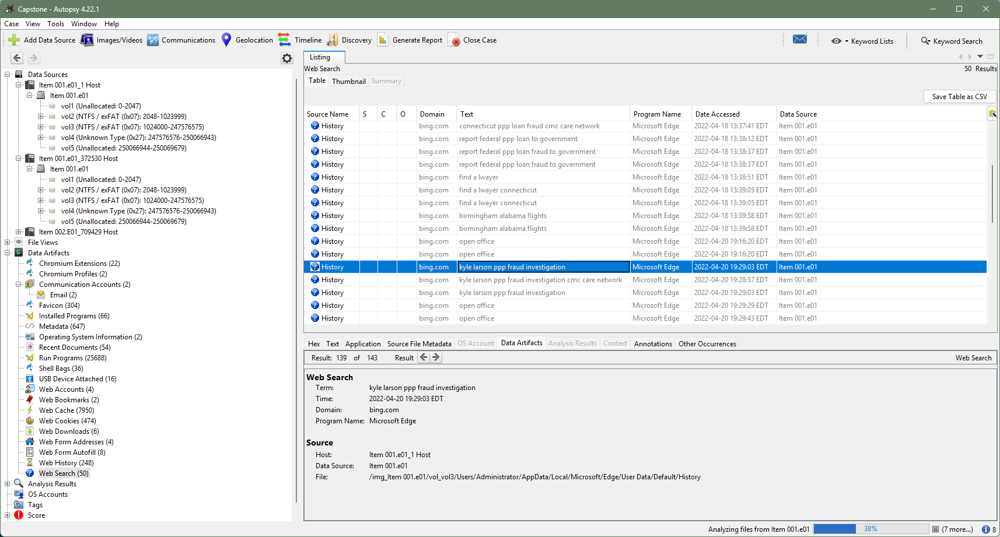 Capstone - Autopsy 4.22.1
Case View Tools Window Help
Add Data Source Images/Videos Communications Geolocation Timeline Discovery Generate Report Close Case Keyword Lists Keyword Search
Data Sources
Item 001.e01_1 Host
Item 001.e01
vol1 (Unallocated: 0-2047)
vol2 (NTFS / exFAT (0x07): 2048-1023999)
vol3 (NTFS / exFAT (0x07): 1024000-247576575)
vol4 (Unknown Type (0x27): 247576576-250066943)
vol5 (Unallocated: 250066944-250069679)
Item 001.e01_372530 Host
Item 001.e01
vol1 (Unallocated: 0-2047)
vol2 (NTFS / exFAT (0x07): 2048-1023999)
vol3 (NTFS / exFAT (0x07): 1024000-247576575)
vol4 (Unknown Type (0x27): 247576576-250066943)
vol5 (Unallocated: 250066944-250069679)
Item 002.E01_709429 Host
File Views
Data Artifacts
Chromium Extensions (22)
Chromium Profiles (2)
Communication Accounts (2)
Email (2)
Favicon (304)
Installed Programs (66)
Metadata (647)
Operating System Information (2)
Recent Documents (54)
Run Programs (25688)
Shell Bags (36)
USB Device Attached (16)
Web Accounts (4)
Web Bookmarks (2)
Web Cache (7950)
Web Cookies (474)
Web Downloads (6)
Web Form Addresses (4)
Web Form Autofill (8)
Web History (248)
Web Search (50)
Analysis Results
OS Accounts
Tags
Score
Listing
Web Search 50 Results
Table Thumbnail Summary
Save Table as CSV
Source Name S C O Domain Text Program Name Date Accessed Data Source
History bing.com connecticut ppp loan fraud cmc care network Microsoft Edge 2022-04-18 13:37:41 EDT Item 001.e01
History bing.com report federal ppp loan to government Microsoft Edge 2022-04-18 13:38:12 EDT Item 001.e01
History bing.com report federal ppp loan fraud to government Microsoft Edge 2022-04-18 13:38:37 EDT Item 001.e01
History bing.com report federal ppp loan fraud to government Microsoft Edge 2022-04-18 13:38:37 EDT Item 001.e01
History bing.com find a lwayer Microsoft Edge 2022-04-18 13:38:51 EDT Item 001.e01
History bing.com find a lwayer connecticut Microsoft Edge 2022-04-18 13:39:05 EDT Item 001.e01
History bing.com find a lwayer connecticut Microsoft Edge 2022-04-18 13:39:05 EDT Item 001.e01
History bing.com birmingham alabama flights Microsoft Edge 2022-04-18 13:39:58 EDT Item 001.e01
History bing.com birmingham alabama flights Microsoft Edge 2022-04-18 13:39:58 EDT Item 001.e01
History bing.com open office Microsoft Edge 2022-04-20 19:16:20 EDT Item 001.e01
History bing.com open office Microsoft Edge 2022-04-20 19:16:20 EDT Item 001.e01
History bing.com kyle larson ppp fraud investigation Microsoft Edge 2022-04-20 19:29:03 EDT Item 001.e01
History bing.com kyle larson ppp fraud investigation cmc care network Microsoft Edge 2022-04-20 19:28:57 EDT Item 001.e01
History bing.com kyle larson ppp fraud investigation Microsoft Edge 2022-04-20 19:29:03 EDT Item 001.e01
History bing.com open office Microsoft Edge 2022-04-20 19:29:29 EDT Item 001.e01
History bing.com open office Microsoft Edge 2022-04-20 19:29:43 EDT Item 001.e01
Hex Text Application Source File Metadata OS Account Data Artifacts Analysis Results Context Annotations Other Occurrences
Result: 139 of 143 Result Web Search
Web Search
Term: kyle larson ppp fraud investigation
Time: 2022-04-20 19:29:03 EDT
Domain: bing.com
Program Name: Microsoft Edge
Source
Host: Item 001.e01_1 Host
Data Source: Item 001.e01
File: /img_Item 001.e01/vol_vol3/Users/Administrator/AppData/Local/Microsoft/Edge/User Data/Default/History
Analyzing files from Item 001.e01 38% (7 more...) 8